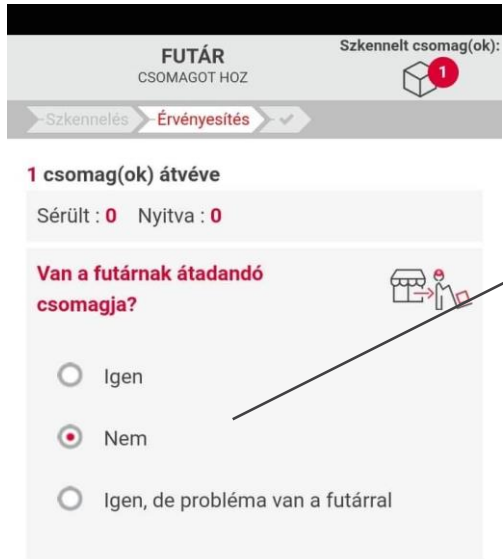 FUTÁR
CSOMAGOT HOZ
Szkennelt csomag(ok):
1
Szkennelés
Érvényesítés
1 csomag(ok) átvéve
Sérült : 0 Nyitva : 0
Van a futárnak átadandó
csomagja?
Igen
Nem
Igen, de probléma van a futárral